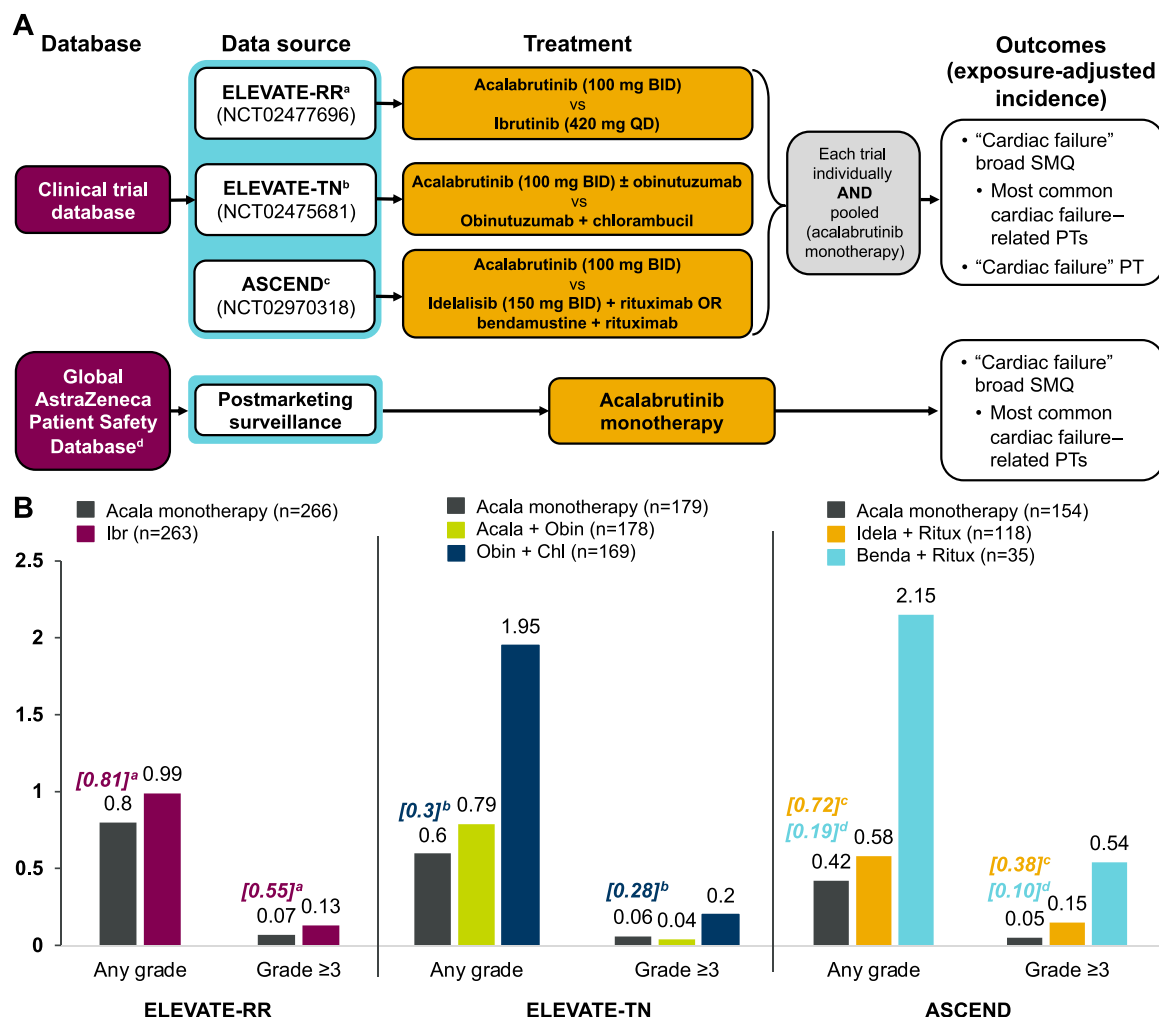 A
Database
Data source
Treatment
Outcomes
(exposure-adjusted
incidence)
Clinical trial
database
ELEVATE-RRᵃ
(NCT02477696)
Acalabrutinib (100 mg BID)
vs
Ibrutinib (420 mg QD)
ELEVATE-TNᵇ
(NCT02475681)
Acalabrutinib (100 mg BID) ± obinutuzumab
vs
Obinutuzumab + chlorambucil
ASCENDᶜ
(NCT02970318)
Acalabrutinib (100 mg BID)
vs
Idelalisib (150 mg BID) + rituximab OR
bendamustine + rituximab
Each trial
individually
AND
pooled
(acalabrutinib
monotherapy)
• “Cardiac failure”
broad SMQ
• Most common
cardiac failure–
related PTs
• “Cardiac failure” PT
Global
AstraZeneca
Patient Safety
Databaseᵈ
Postmarketing
surveillance
Acalabrutinib
monotherapy
• “Cardiac failure”
broad SMQ
• Most common
cardiac failure–
related PTs
B
Acala monotherapy (n=266)
Ibr (n=263)
Acala monotherapy (n=179)
Acala + Obin (n=178)
Obin + Chl (n=169)
Acala monotherapy (n=154)
Idela + Ritux (n=118)
Benda + Ritux (n=35)
2.5
2
1.5
1
0.5
0
[0.81]ᵃ
0.8
0.99
[0.55]ᵃ
0.07
0.13
[0.3]ᵇ
0.6
0.79
1.95
[0.28]ᵇ
0.06
0.04
0.2
[0.72]ᶜ
[0.19]ᵈ
0.42
0.58
2.15
[0.38]ᶜ
[0.10]ᵈ
0.05
0.15
0.54
Any grade
Grade ≥3
Any grade
Grade ≥3
Any grade
Grade ≥3
ELEVATE-RR
ELEVATE-TN
ASCEND